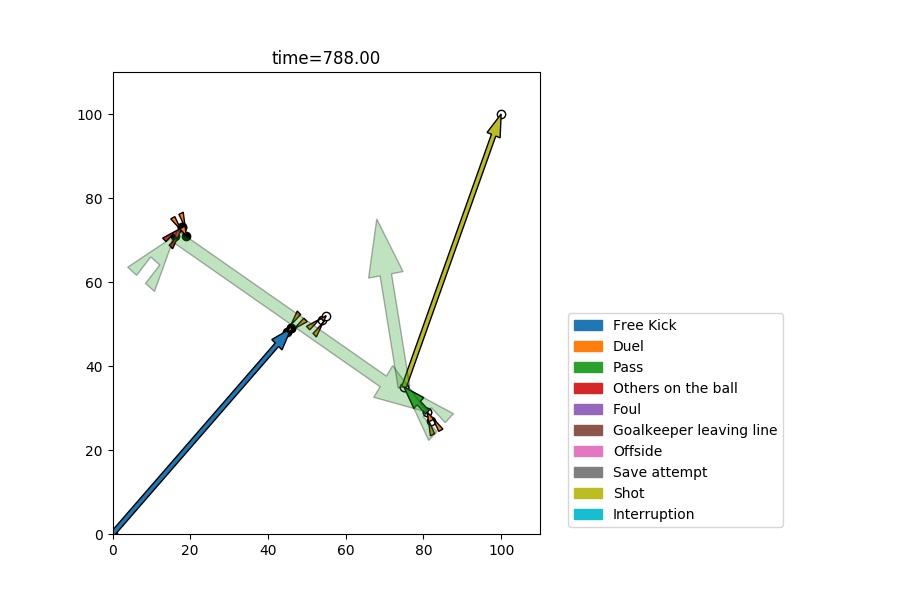 time=788.00
100
80
60
40
20
0
0 20 40 60 80 100
Free Kick
Duel
Pass
Others on the ball
Foul
Goalkeeper leaving line
Offside
Save attempt
Shot
Interruption